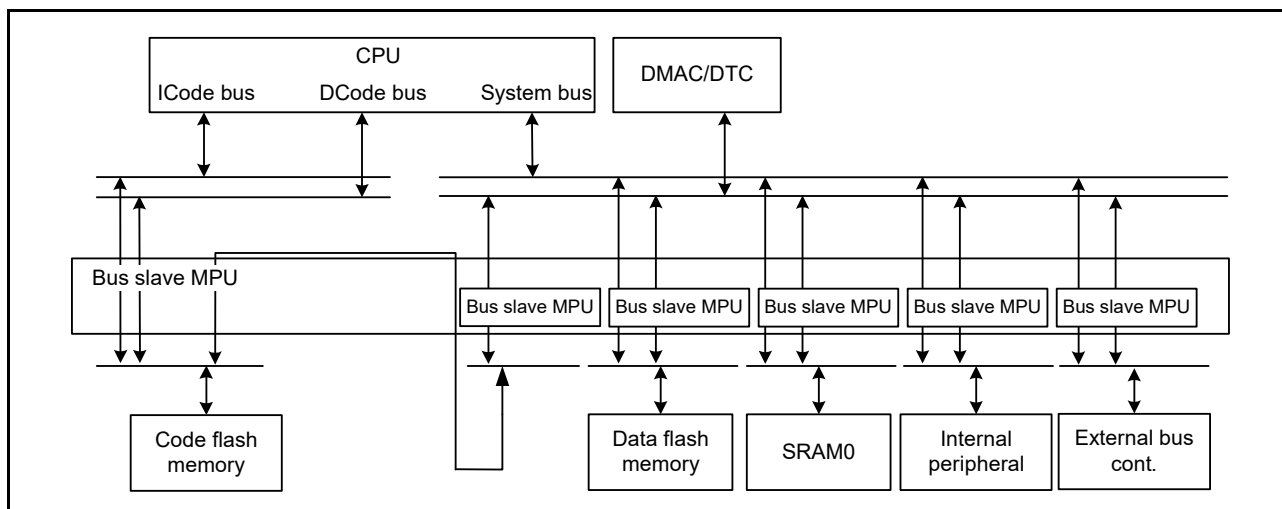 CPU
ICode bus DCode bus System bus
DMAC/DTC
Bus slave MPU
Bus slave MPU
Bus slave MPU
Bus slave MPU
Bus slave MPU
Bus slave MPU
Code flash
memory
Data flash
memory
SRAM0
Internal
peripheral
External bus
cont.